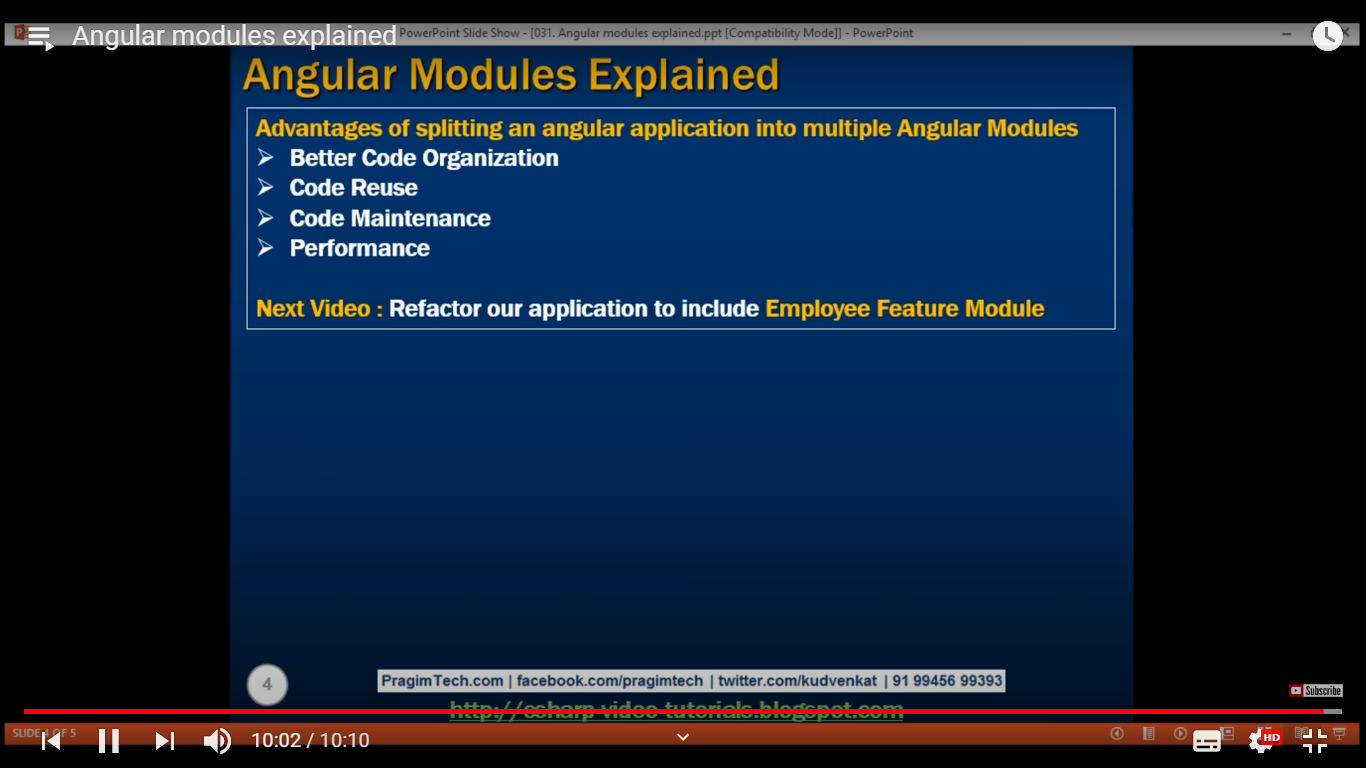 Angular modules explained
PowerPoint Slide Show - [031. Angular modules explained.ppt [Compatibility Mode]] - PowerPoint
Angular Modules Explained
Advantages of splitting an angular application into multiple Angular Modules
Better Code Organization
Code Reuse
Code Maintenance
Performance
Next Video : Refactor our application to include Employee Feature Module
4
PragimTech.com | facebook.com/pragimtech | twitter.com/kudvenkat | 91 99456 99393
Subscribe
http://csharp-video-tutorials.blogspot.com
SLIDE 4 OF 5
10:02 / 10:10
HD